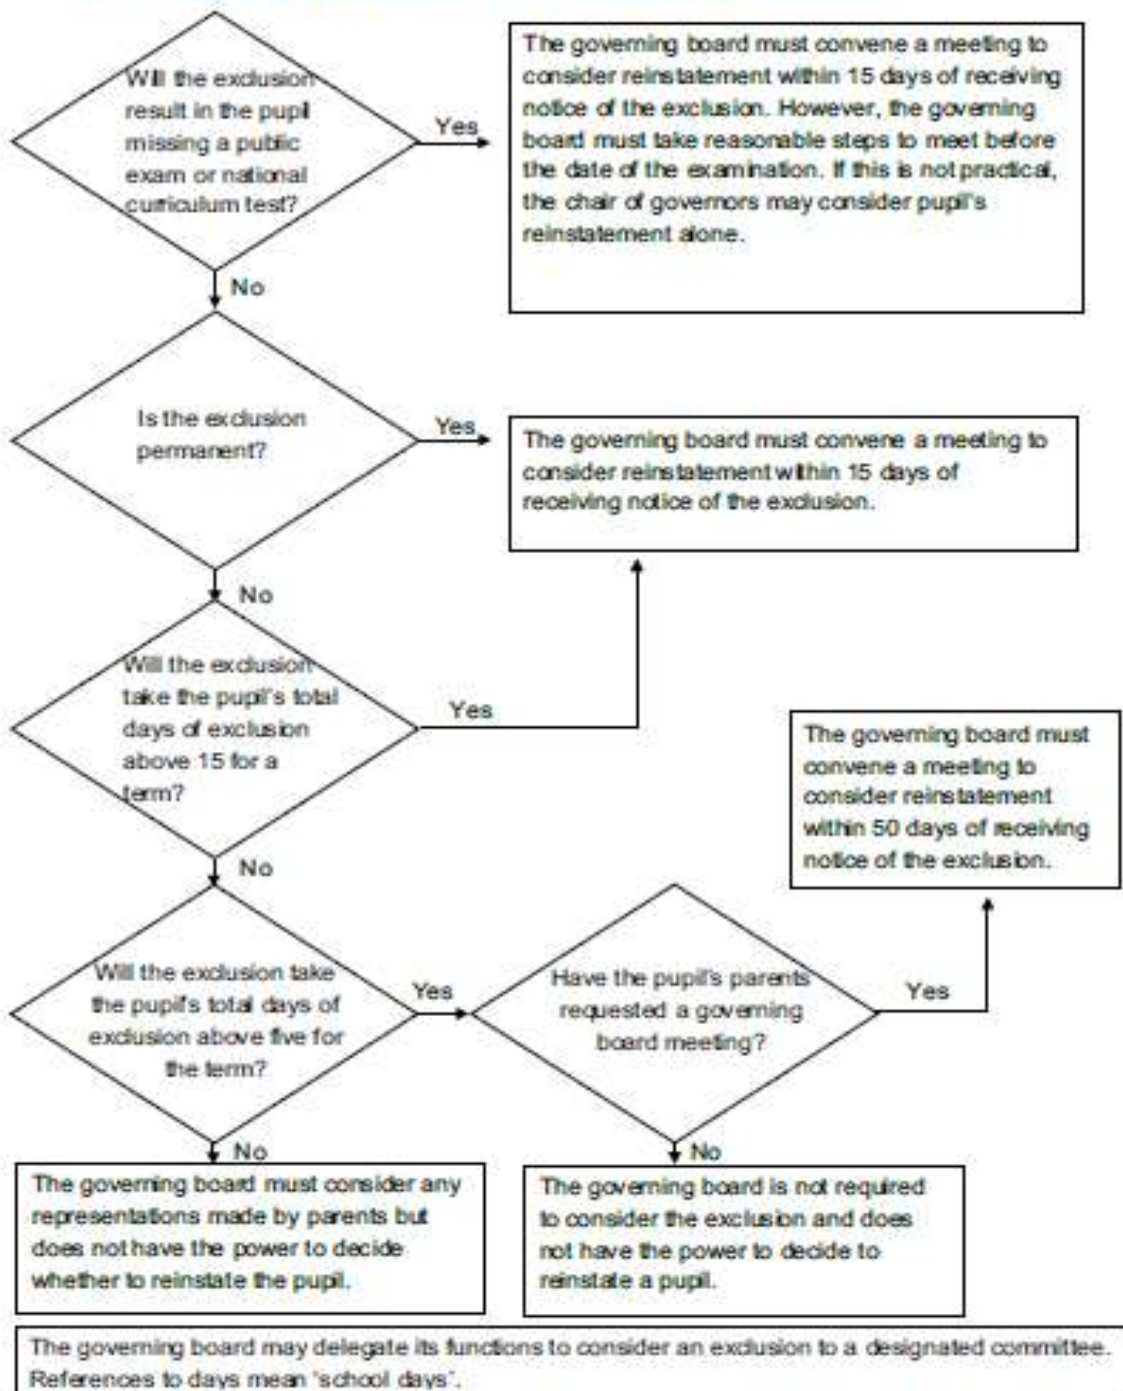 Will the exclusion
result in the pupil
missing a public
exam or national
curriculum test?
Yes
The governing board must convene a meeting to
consider reinstatement within 15 days of receiving
notice of the exclusion. However, the governing
board must take reasonable steps to meet before
the date of the examination. If this is not practical,
the chair of governors may consider pupil's
reinstatement alone.
No
Is the exclusion
permanent?
Yes
The governing board must convene a meeting to
consider reinstatement within 15 days of
receiving notice of the exclusion.
No
Will the exclusion
take the pupil's total
days of exclusion
above 15 for a
term?
Yes
The governing board must
convene a meeting to
consider reinstatement
within 50 days of receiving
notice of the exclusion.
No
Will the exclusion take
the pupil's total days of
exclusion above five for
the term?
Yes
Have the pupil's parents
requested a governing
board meeting?
Yes
No
The governing board must consider any
representations made by parents but
does not have the power to decide
whether to reinstate the pupil.
No
The governing board is not required
to consider the exclusion and does
not have the power to decide to
reinstate a pupil.
The governing board may delegate its functions to consider an exclusion to a designated committee.
References to days mean 'school days'.